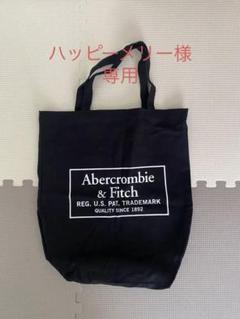 ハッピーメリー様
専用
Abercrombie
& Fitch
REG. U.S. PAT. TRADEMARK
QUALITY SINCE 1892